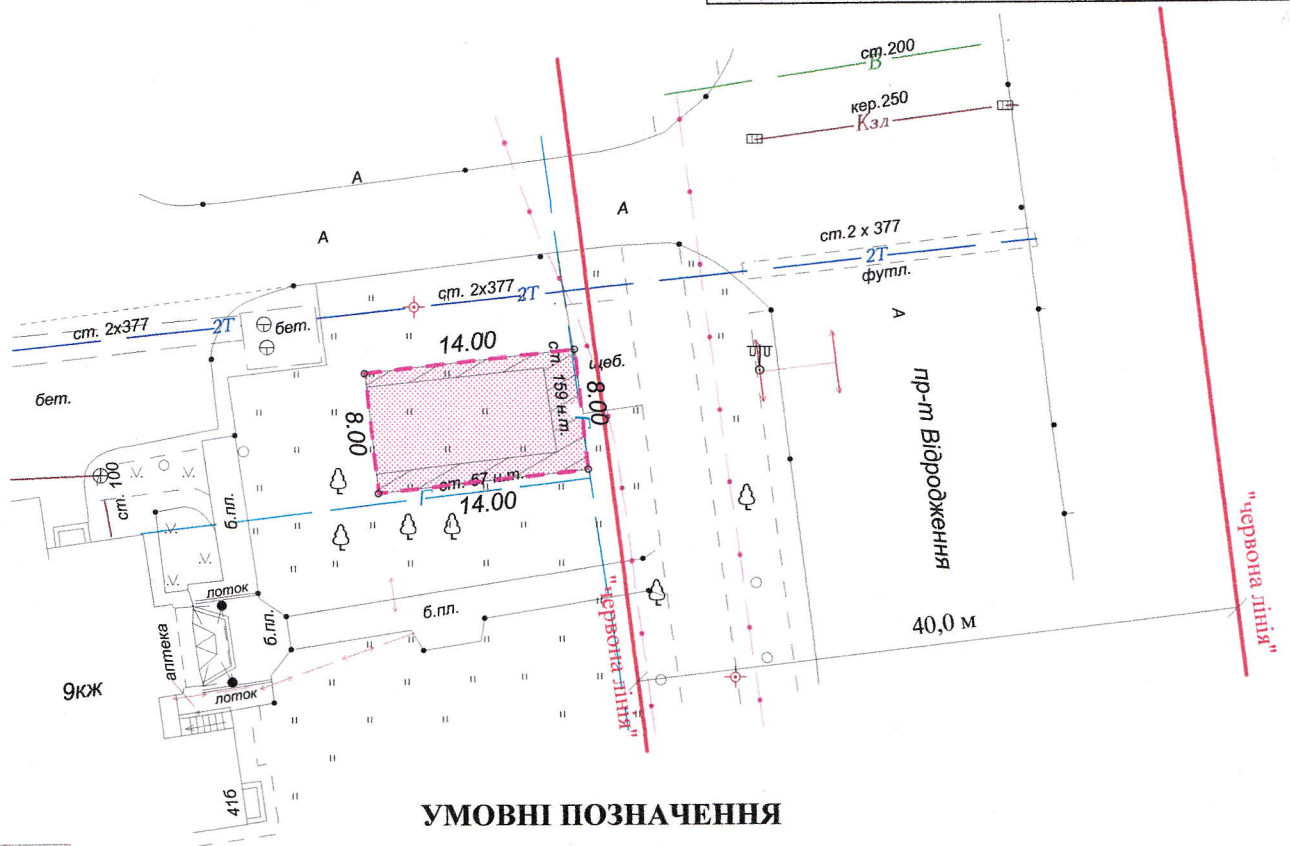 ст.200
В
кер.250
Кзл
А
А
А
ст.2 х 377
2Т
футл.
ст. 2х377
2Т
ст. 2х377
2Т
бет.
бет.
14.00
ст. 159 н.т.
щеб.
8.00
8.00
Г
А
пр-т Відродження
ст. 100
б.пл.
ст. 57 н.т.
Г
14.00
лоток
б.пл.
б.пл.
аптека
лоток
9кж
41б
"червона лінія"
40,0 м
"червона лінія"
УМОВНІ ПОЗНАЧЕННЯ